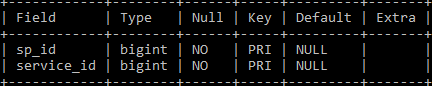 +------------+--------+------+-----+---------+-------+
| Field      | Type   | Null | Key | Default | Extra |
+------------+--------+------+-----+---------+-------+
| sp_id      | bigint | NO   | PRI | NULL    |       |
| service_id | bigint | NO   | PRI | NULL    |       |
+------------+--------+------+-----+---------+-------+